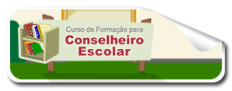 Curso de Formação para
Conselheiro
Escolar